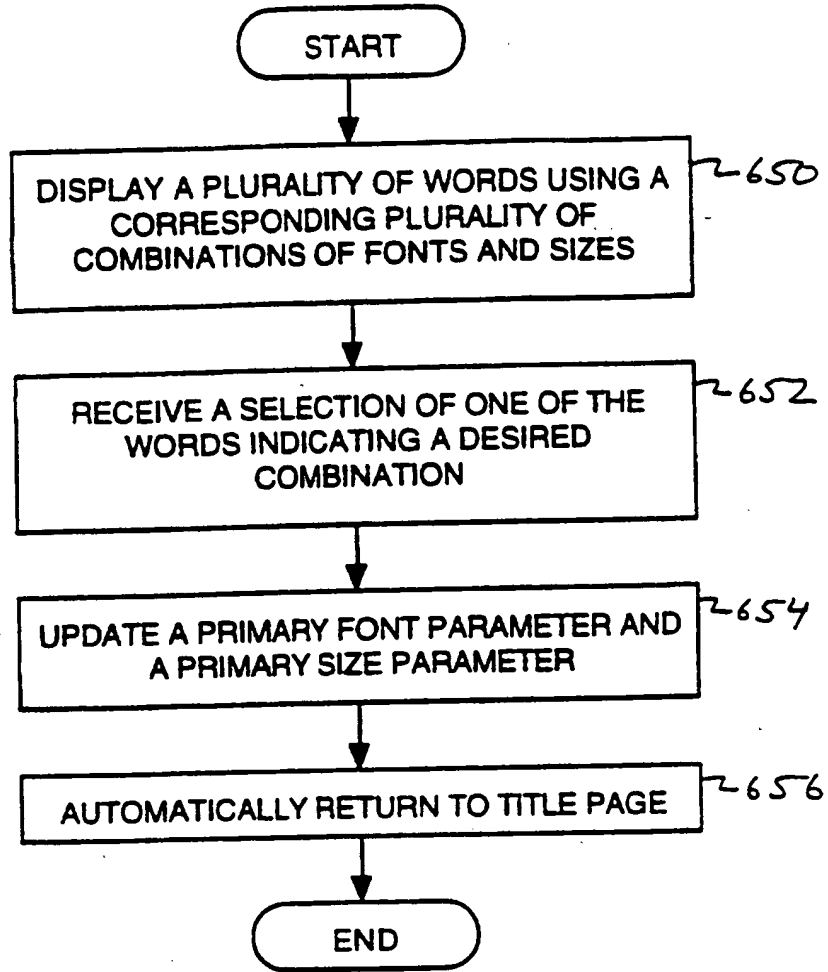 START
DISPLAY A PLURALITY OF WORDS USING A
CORRESPONDING PLURALITY OF
COMBINATIONS OF FONTS AND SIZES
650
RECEIVE A SELECTION OF ONE OF THE
WORDS INDICATING A DESIRED
COMBINATION
652
UPDATE A PRIMARY FONT PARAMETER AND
A PRIMARY SIZE PARAMETER
654
AUTOMATICALLY RETURN TO TITLE PAGE
656
END